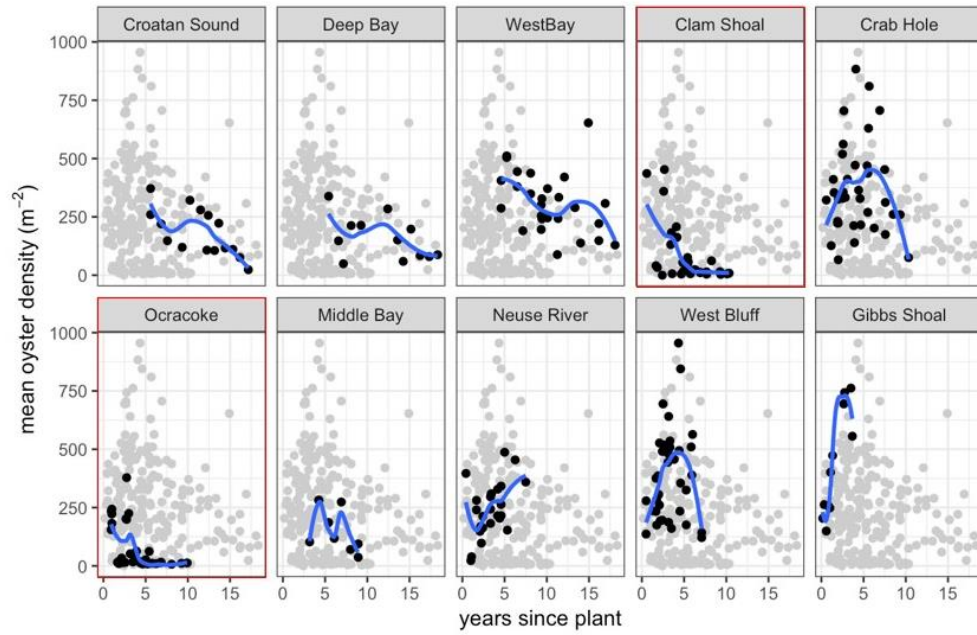 Croatan Sound Deep Bay WestBay Clam Shoal Crab Hole
1000
750
500
250
0
mean oyster density (m⁻²)
Ocracoke Middle Bay Neuse River West Bluff Gibbs Shoal
1000
750
500
250
0
0 5 10 15 0 5 10 15 0 5 10 15 0 5 10 15 0 5 10 15
years since plant